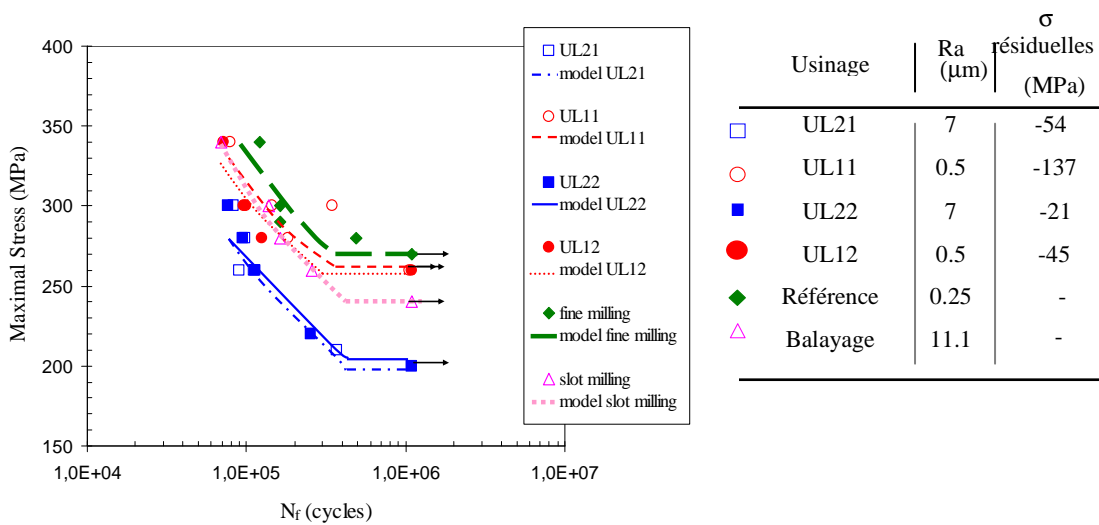 400
350
300
250
200
150
Maximal Stress (MPa)
1,0E+04 1,0E+05 1,0E+06 1,0E+07
Nf (cycles)
UL21
model UL21
UL11
model UL11
UL22
model UL22
UL12
model UL12
fine milling
model fine milling
slot milling
model slot milling
Usinage Ra (μm) σ résiduelles (MPa)
UL21 7 -54
UL11 0.5 -137
UL22 7 -21
UL12 0.5 -45
Référence 0.25 -
Balayage 11.1 -